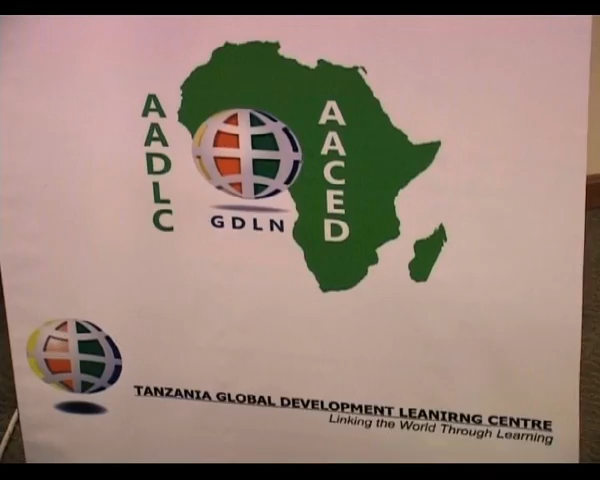 AADLC
AACED
GDLN
TANZANIA GLOBAL DEVELOPMENT LEANIRNG CENTRE
Linking the World Through Learning